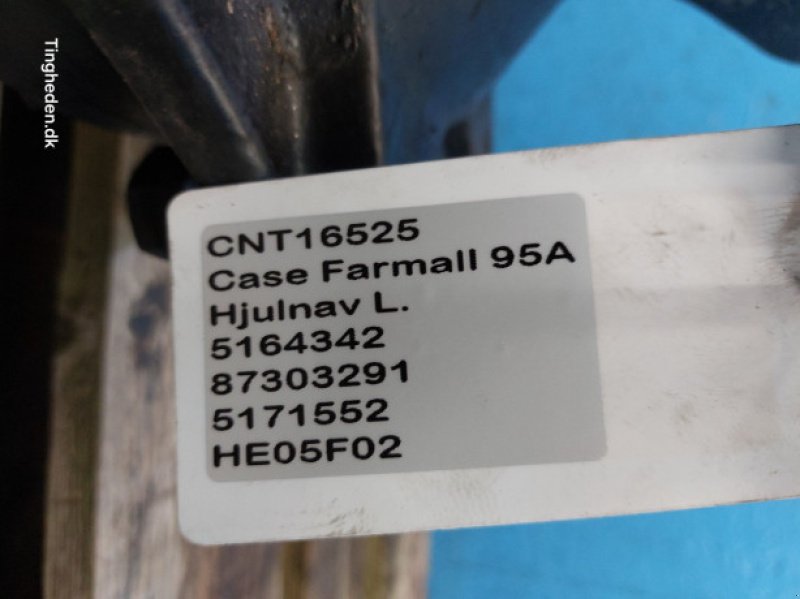 Tingheden.dk
CNT16525
Case Farmall 95A
Hjulnav L.
5164342
87303291
5171552
HE05F02